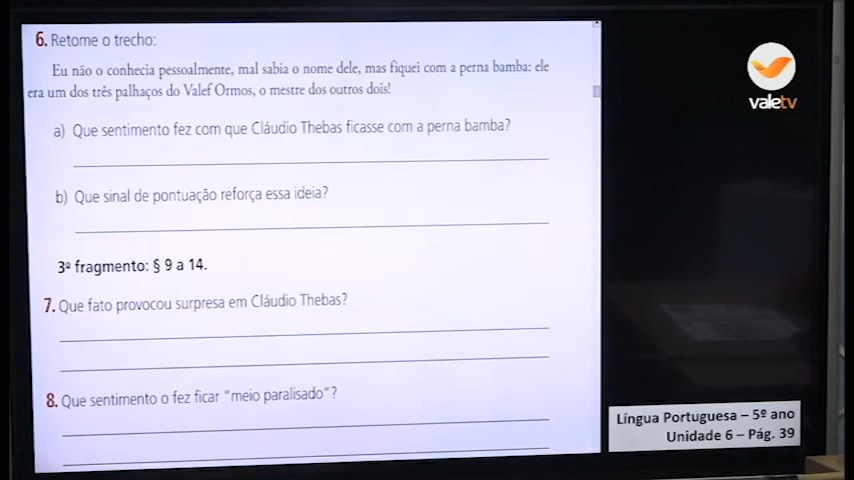 6. Retome o trecho:
Eu não o conhecia pessoalmente, mal sabia o nome dele, mas fiquei com a perna bamba: ele
era um dos três palhaços do Valef Ormos, o mestre dos outros dois!
a) Que sentimento fez com que Cláudio Thebas ficasse com a perna bamba?
b) Que sinal de pontuação reforça essa ideia?
3º fragmento: § 9 a 14.
7. Que fato provocou surpresa em Cláudio Thebas?
8. Que sentimento o fez ficar "meio paralisado"?
valetv
Língua Portuguesa – 5º ano
Unidade 6 – Pág. 39